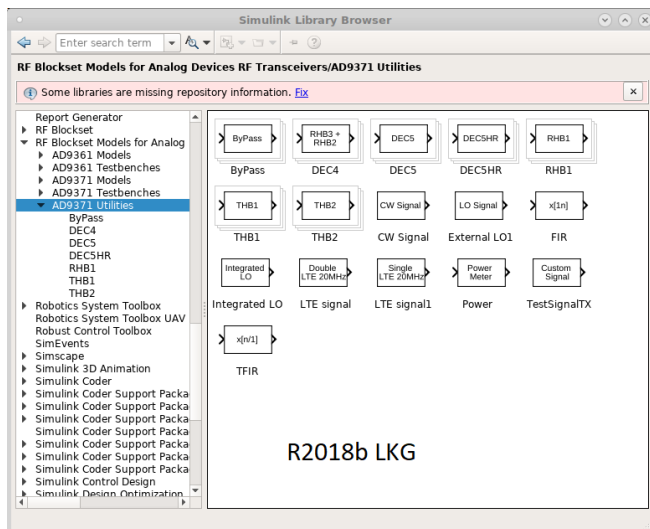 Simulink Library Browser
Enter search term
RF Blockset Models for Analog Devices RF Transceivers/AD9371 Utilities
Some libraries are missing repository information. Fix
Report Generator
RF Blockset
RF Blockset Models for Analog
AD9361 Models
AD9361 Testbenches
AD9371 Models
AD9371 Testbenches
AD9371 Utilities
ByPass
DEC4
DEC5
DEC5HR
RHB1
THB1
THB2
Robotics System Toolbox
Robotics System Toolbox UAV
Robust Control Toolbox
SimEvents
Simscape
Simulink 3D Animation
Simulink Coder
Simulink Coder Support Packa
Simulink Coder Support Packa
Simulink Coder Support Packa
Simulink Coder Support Packa
Simulink Coder Support Packa
Simulink Coder Support Packa
Simulink Control Design
Simulink Design Optimization
ByPass
RHB3 +
RHB2
DEC5
DEC5HR
RHB1
ByPass
DEC4
DEC5
DEC5HR
RHB1
THB1
THB2
CW Signal
LO Signal
x[1n]
THB1
THB2
CW Signal
External LO1
FIR
Integrated
LO
Double
LTE 20MHz
Single
LTE 20MHz
Power
Meter
Custom
Signal
Integrated LO
LTE signal
LTE signal1
Power
TestSignalTX
x[n/1]
TFIR
R2018b LKG